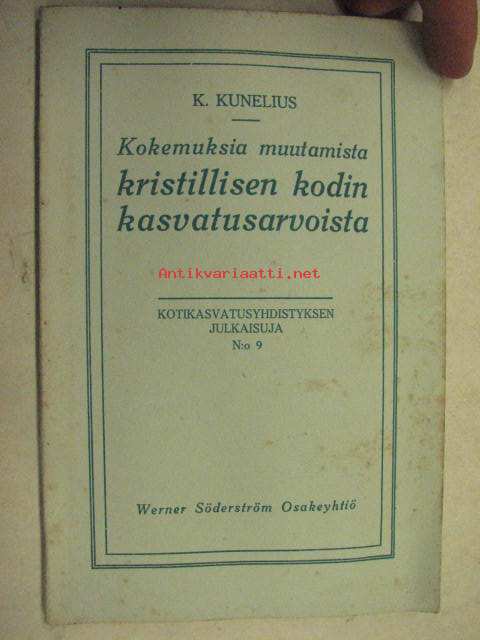 K. KUNELIUS
Kokemuksia muutamista
kristillisen kodin
kasvatusarvoista
Antikvariaatti.net
KOTIKASVATUSYHDISTYKSEN
JULKAISUJA
N:o 9
Werner Söderström Osakeyhtiö